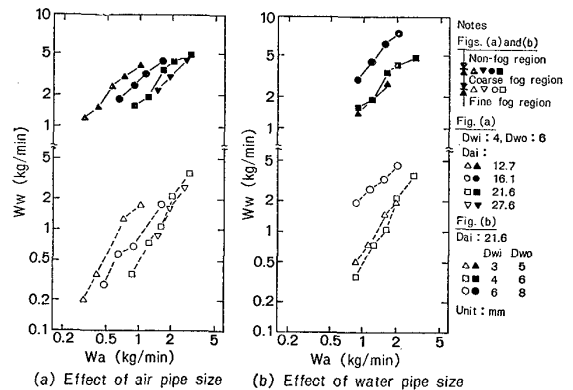 10
5
2
1
Ww (kg/min)
5
2
1
0.5
0.2
0.1
0.2 0.5 1 2 5
Wa (kg/min)
(a) Effect of air pipe size
10
5
2
1
Ww (kg/min)
5
2
1
0.5
0.2
0.1
0.2 0.5 1 2 5
Wa (kg/min)
(b) Effect of water pipe size
Notes
Figs. (a) and (b)
Non-fog region
Coarse fog region
Fine fog region
Fig. (a)
Dwi : 4, Dwo : 6
Dai :
12.7
16.1
21.6
27.6
Fig. (b)
Dai : 21.6
Dwi Dwo
3 5
4 6
6 8
Unit : mm